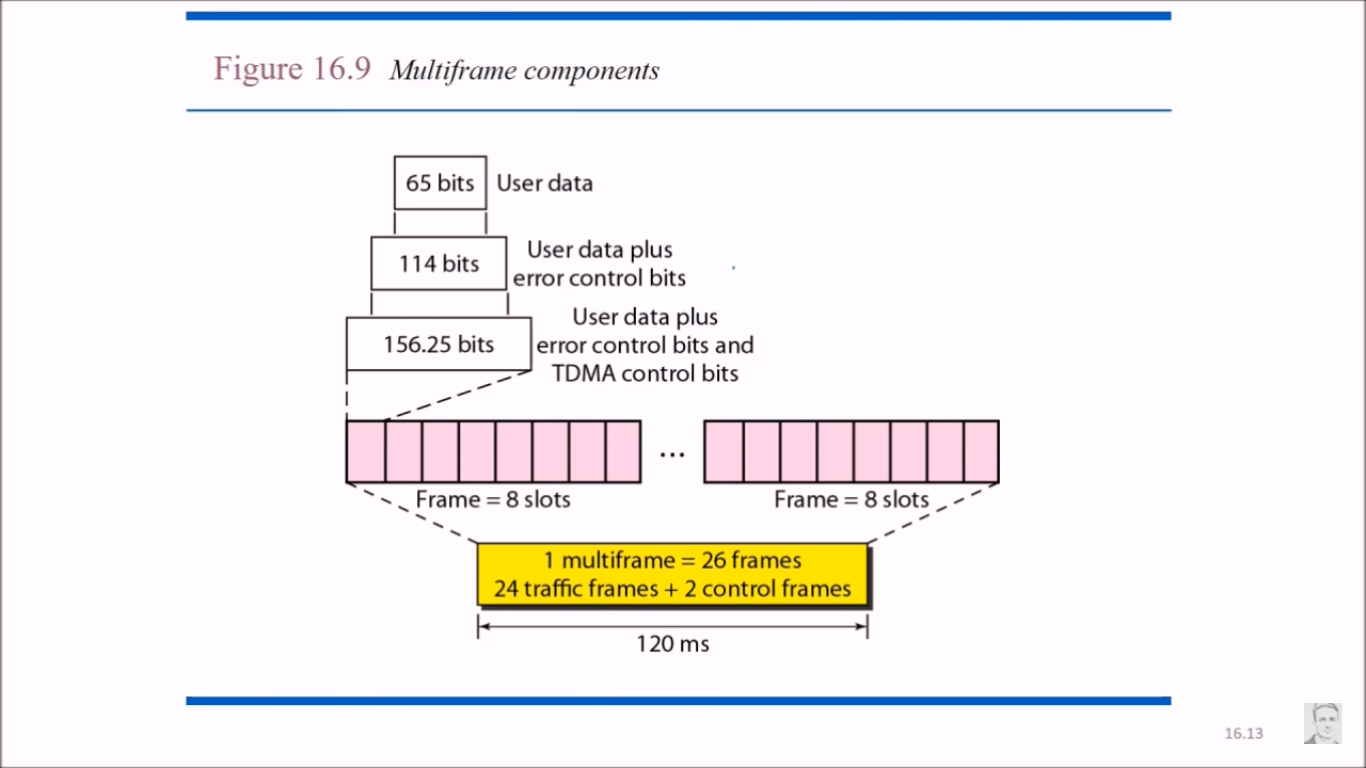 Figure 16.9 Multiframe components
65 bits User data
114 bits
User data plus
error control bits
156.25 bits
User data plus
error control bits and
TDMA control bits
...
Frame = 8 slots
Frame = 8 slots
1 multiframe = 26 frames
24 traffic frames + 2 control frames
120 ms
16.13